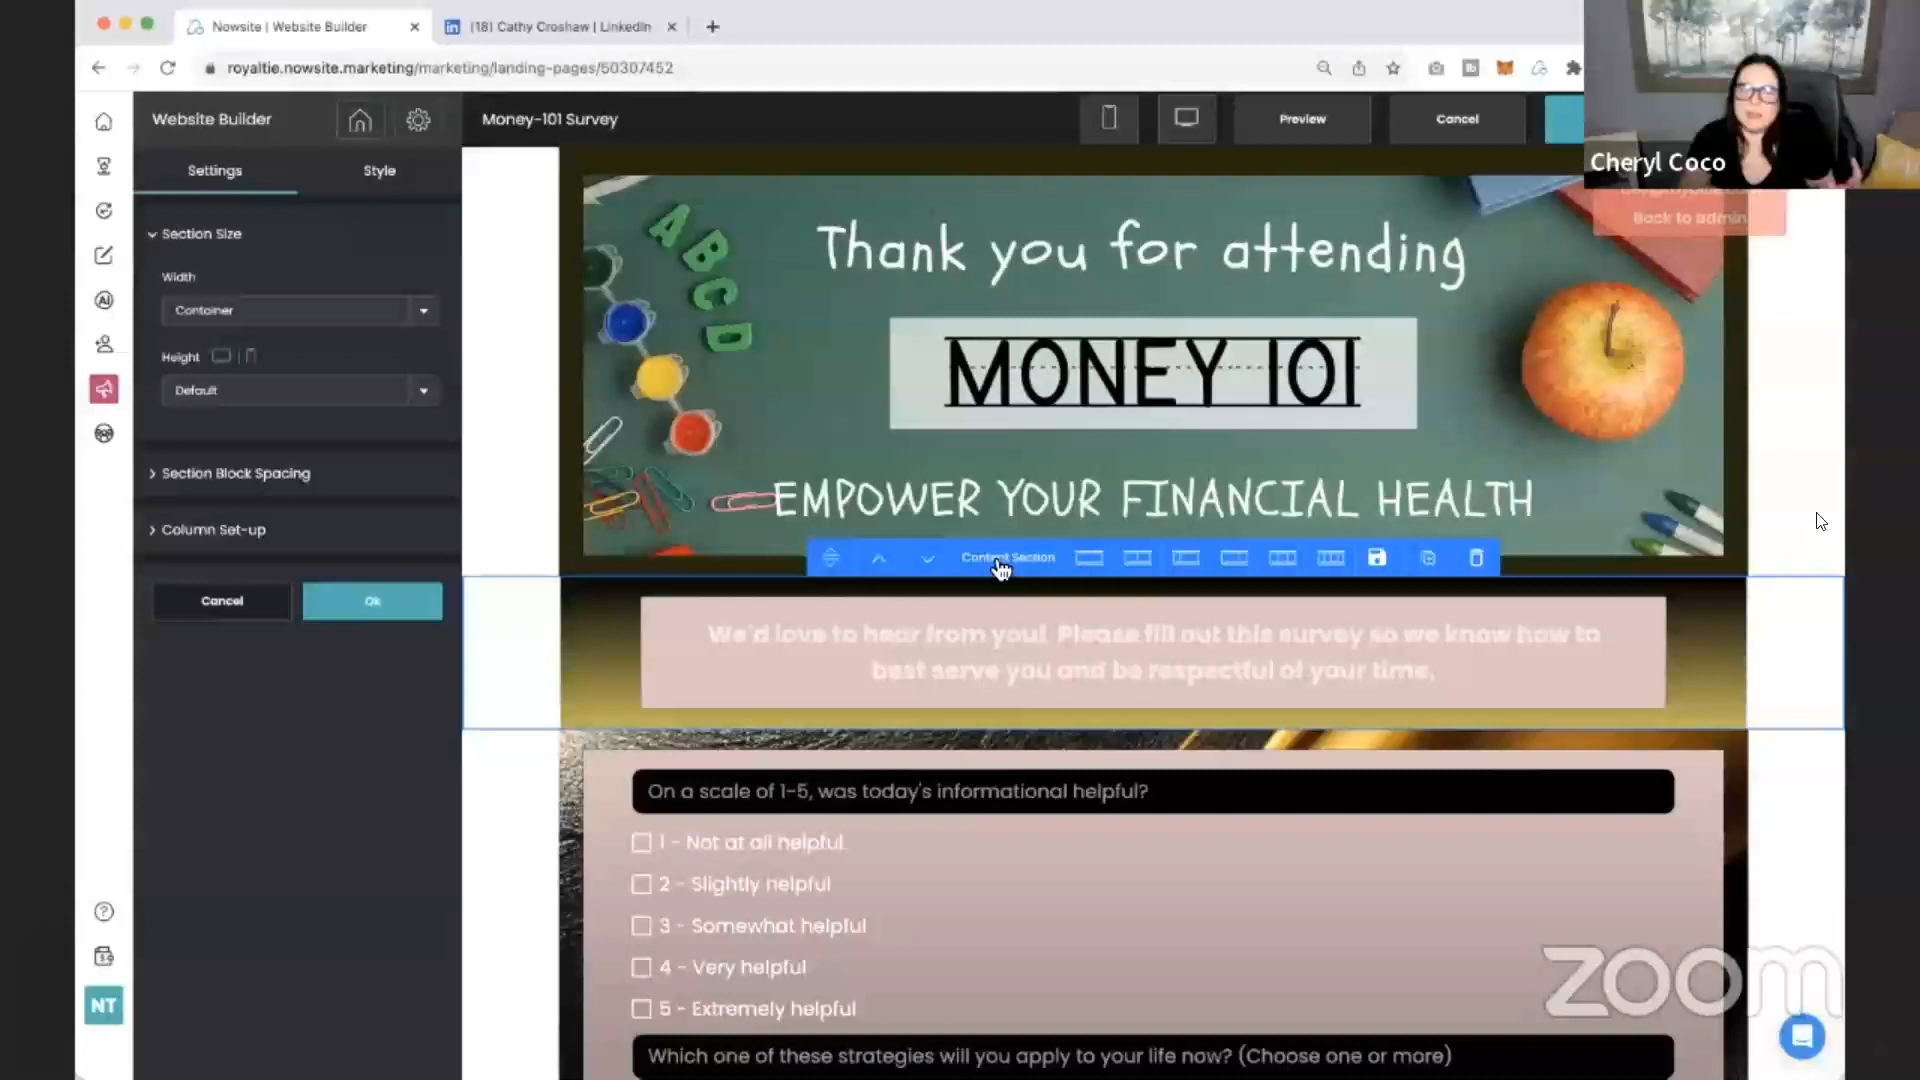 Nowsite | Website Builder
(18) Cathy Croshaw | LinkedIn
royaltie.nowsite.marketing/marketing/landing-pages/50307452
Website Builder
Money-101 Survey
Preview
Cancel
Cheryl Coco
Back to admin
Settings
Style
Section Size
Width
Container
Height
Default
Section Block Spacing
Column Set-up
Cancel
Ok
Thank you for attending
A
B
C
D
MONEY 101
EMPOWER YOUR FINANCIAL HEALTH
Content Section
We'd love to hear from you! Please fill out this survey so we know how to
best serve you and be respectful of your time.
On a scale of 1-5, was today's informational helpful?
1 - Not at all helpful
2 - Slightly helpful
3 - Somewhat helpful
4 - Very helpful
5 - Extremely helpful
Which one of these strategies will you apply to your life now? (Choose one or more)
AI
NT
zoom